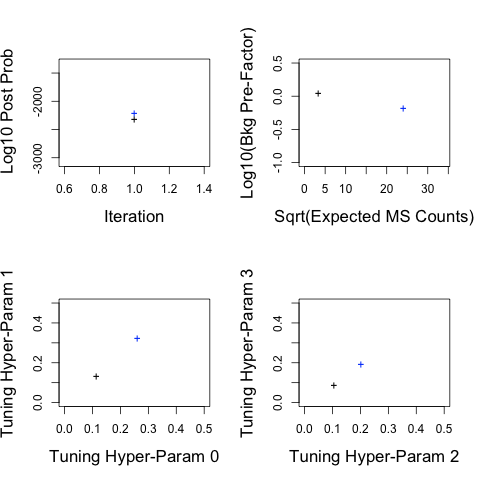 Log10 Post Prob
-3000
-2000
0.6 0.8 1.0 1.2 1.4
Iteration
Log10(Bkg Pre-Factor)
-1.0
-0.5
0.0
0.5
0 5 10 20 30
Sqrt(Expected MS Counts)
Tuning Hyper-Param 1
0.0
0.2
0.4
0.0 0.1 0.2 0.3 0.4 0.5
Tuning Hyper-Param 0
Tuning Hyper-Param 3
0.0
0.2
0.4
0.0 0.1 0.2 0.3 0.4 0.5
Tuning Hyper-Param 2